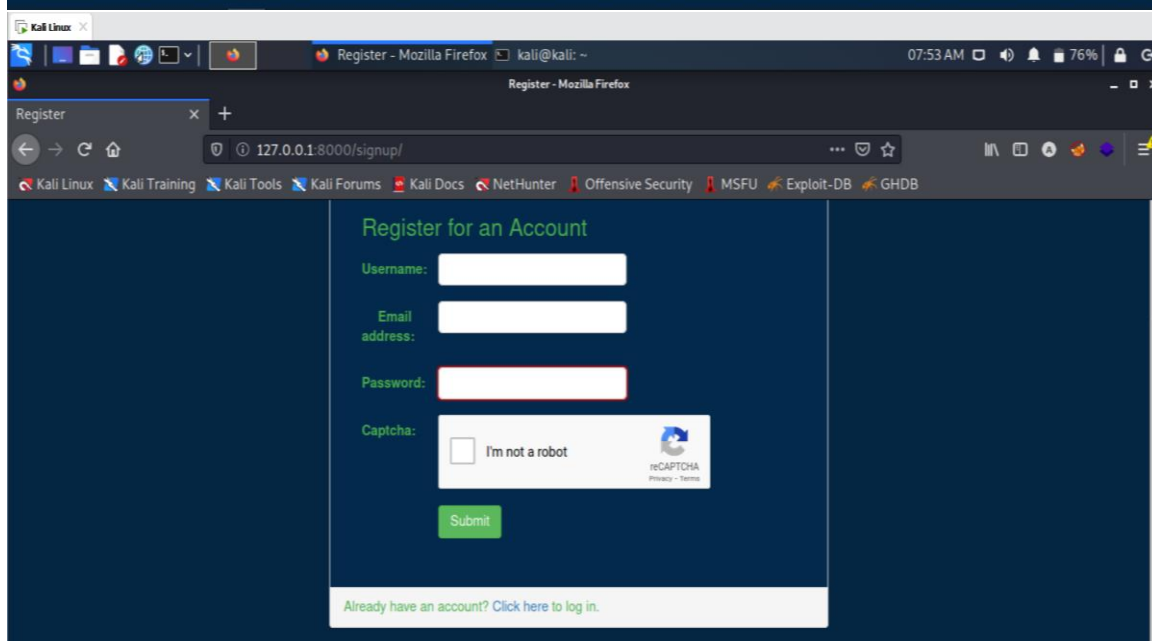 Kali Linux
Register - Mozilla Firefox kali@kali: ~ 07:53 AM 76%
Register - Mozilla Firefox
Register
127.0.0.1:8000/signup/
Kali Linux Kali Training Kali Tools Kali Forums Kali Docs NetHunter Offensive Security MSFU Exploit-DB GHDB
Register for an Account
Username:
Email
address:
Password:
Captcha:
I'm not a robot
reCAPTCHA
Privacy - Terms
Submit
Already have an account? Click here to log in.